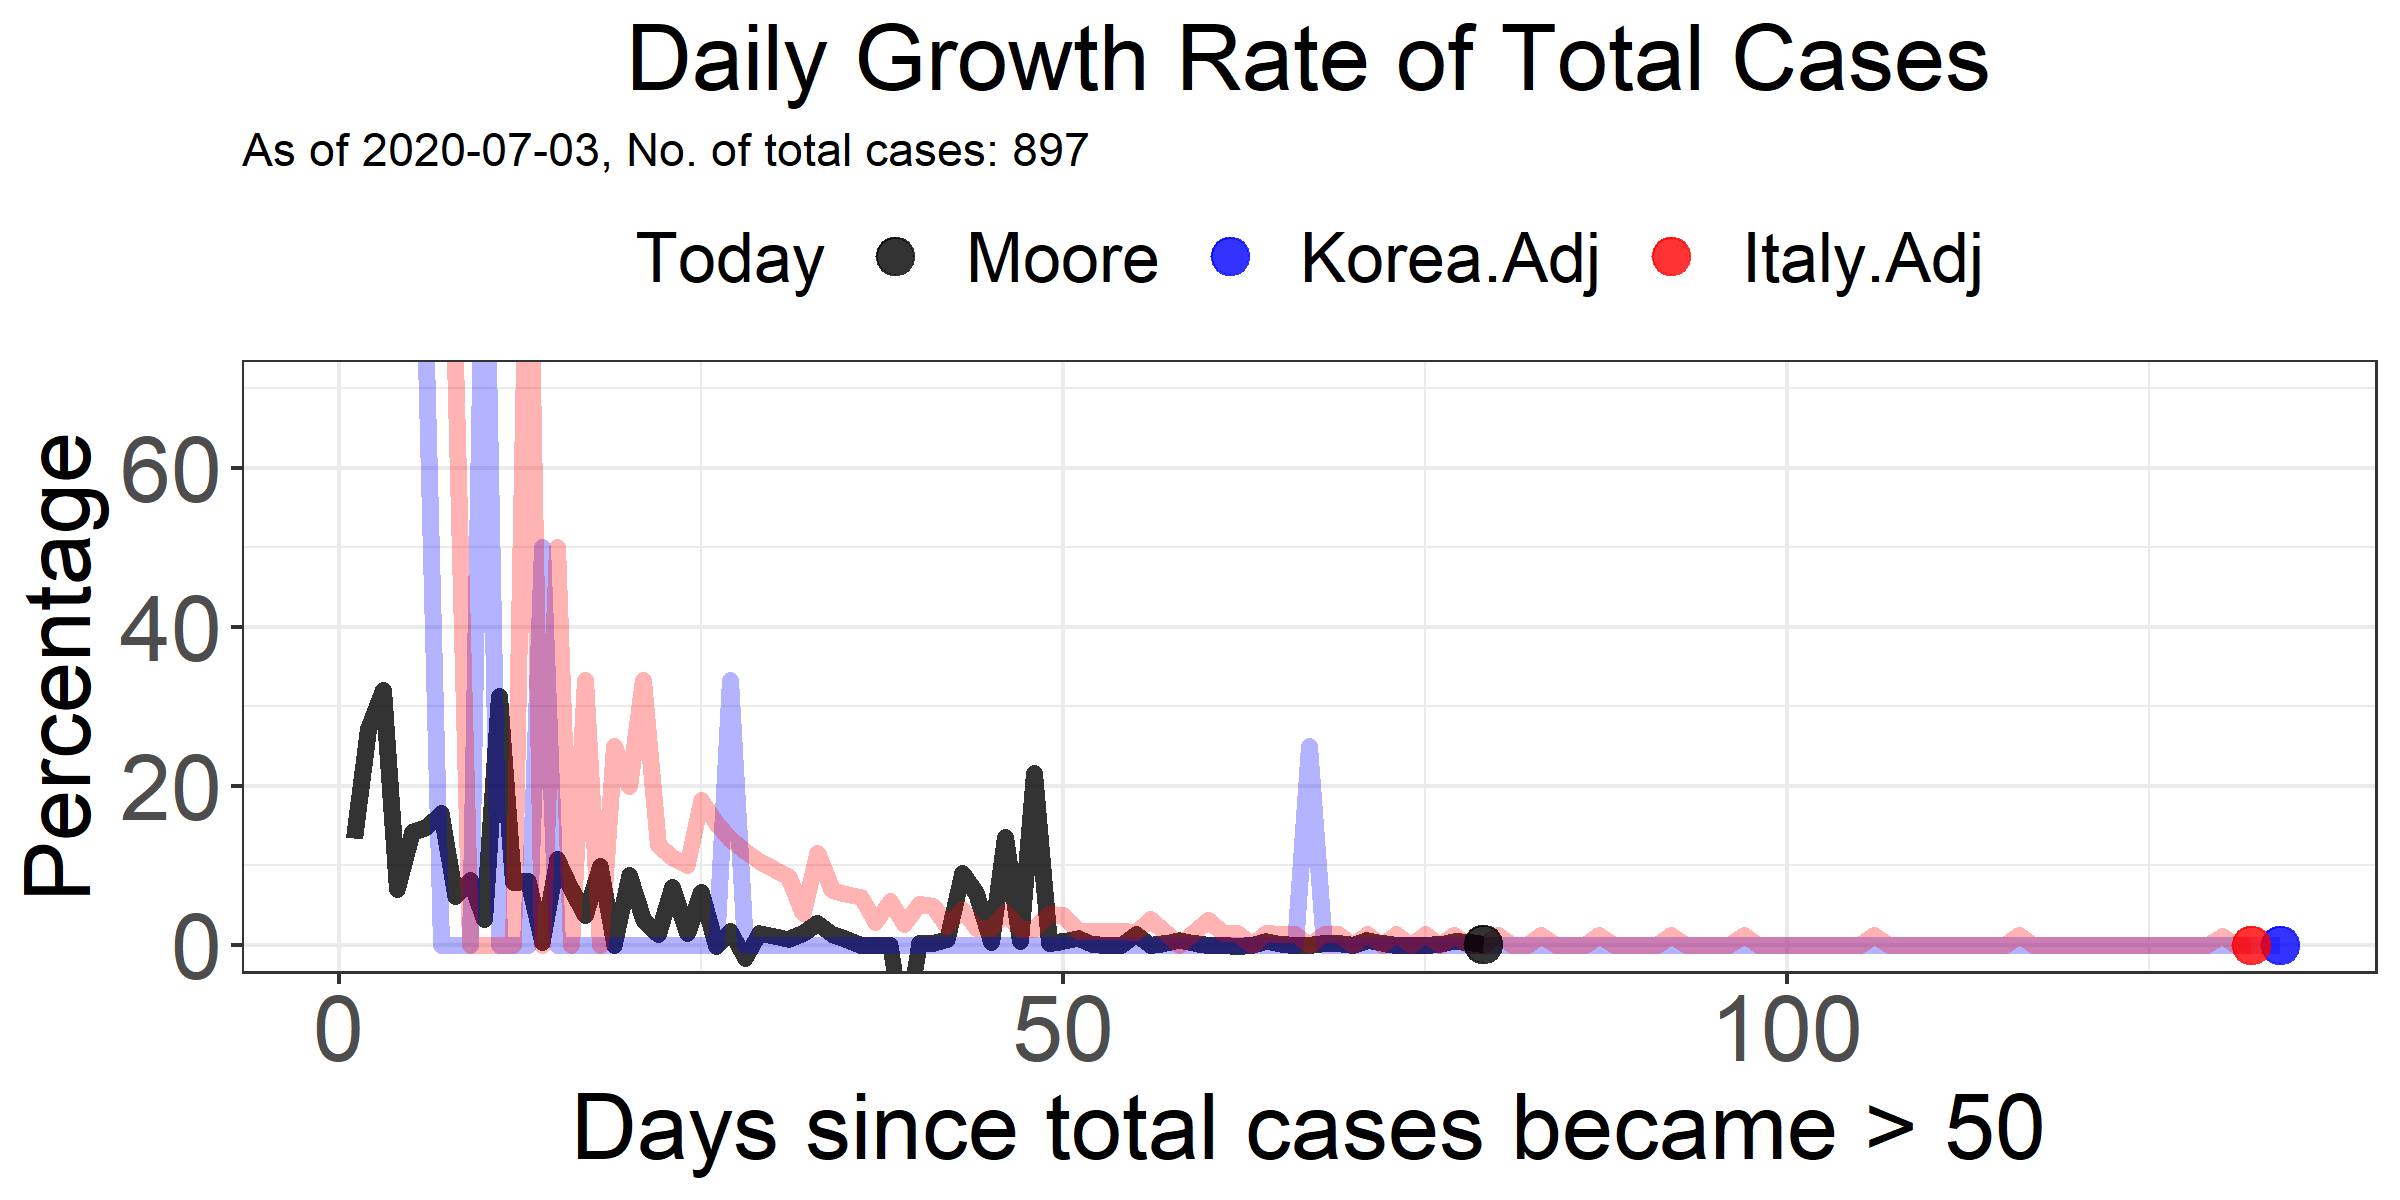 Daily Growth Rate of Total Cases
As of 2020-07-03, No. of total cases: 897
Today Moore Korea.Adj Italy.Adj
Percentage
60
40
20
0
0 50 100
Days since total cases became > 50